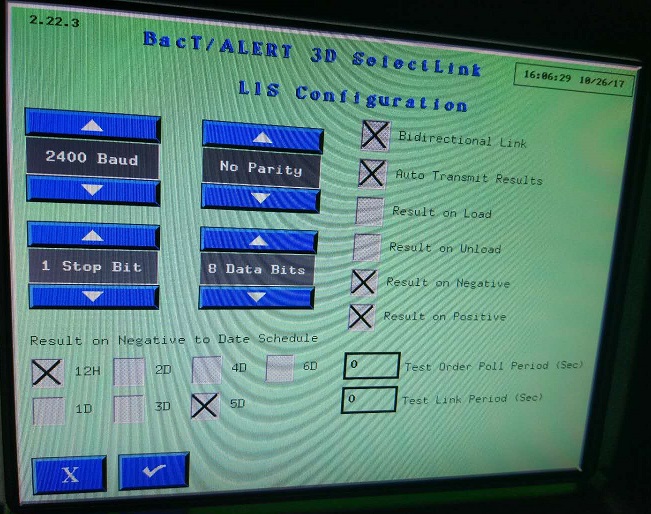 2.22.3
BacT/ALERT 3D SelectLink
16:06:29 10/26/17
LIS Configuration
2400 Baud
No Parity
Bidirectional Link
Auto Transmit Results
Result on Load
1 Stop Bit
8 Data Bits
Result on Unload
Result on Negative
Result on Positive
Result on Negative to Date Schedule
12H 2D 4D 6D
0 Test Order Poll Period (Sec)
1D 3D 5D
0 Test Link Period (Sec)
X